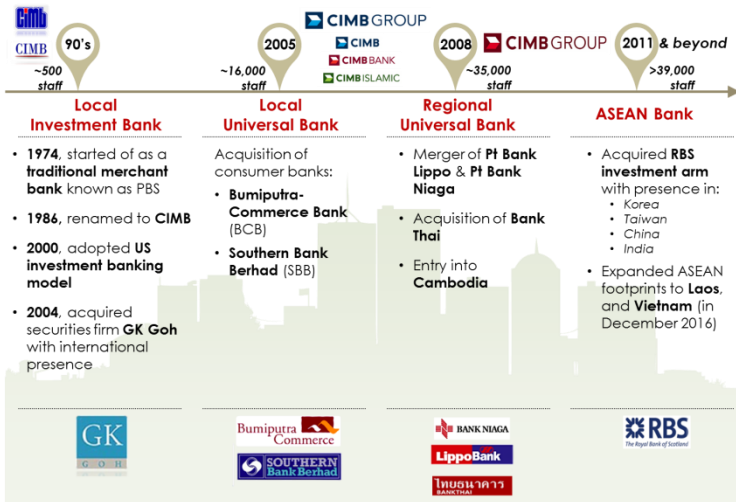 cimb
CIMB
90's
~500
staff
2005
~16,000
staff
CIMB GROUP
CIMB
CIMB BANK
CIMB ISLAMIC
2008
~35,000
staff
CIMB GROUP
2011 & beyond
>39,000
staff
Local
Investment Bank
• 1974, started of as a
traditional merchant
bank known as PBS
• 1986, renamed to CIMB
• 2000, adopted US
investment banking
model
• 2004, acquired
securities firm GK Goh
with international
presence
Local
Universal Bank
Acquisition of
consumer banks:
• Bumiputra-
Commerce Bank
(BCB)
• Southern Bank
Berhad (SBB)
Regional
Universal Bank
• Merger of Pt Bank
Lippo & Pt Bank
Niaga
• Acquisition of Bank
Thai
• Entry into
Cambodia
ASEAN Bank
• Acquired RBS
investment arm
with presence in:
• Korea
• Taiwan
• China
• India
• Expanded ASEAN
footprints to Laos,
and Vietnam (in
December 2016)
GK
GOH
Bumiputra
Commerce
SOUTHERN
Bank Berhad
BANK NIAGA
LippoBank
ไทยธนาคาร
BANKTHAI
RBS
The Royal Bank of Scotland